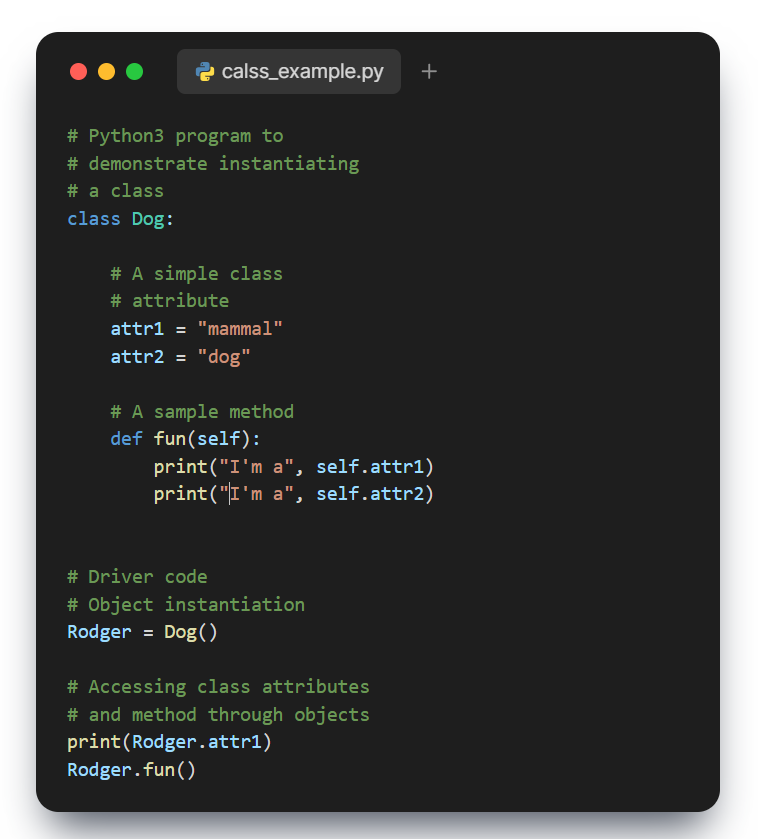 calss_example.py +
# Python3 program to
# demonstrate instantiating
# a class
class Dog:
    # A simple class
    # attribute
    attr1 = "mammal"
    attr2 = "dog"
    # A sample method
    def fun(self):
        print("I'm a", self.attr1)
        print("I'm a", self.attr2)
# Driver code
# Object instantiation
Rodger = Dog()
# Accessing class attributes
# and method through objects
print(Rodger.attr1)
Rodger.fun()